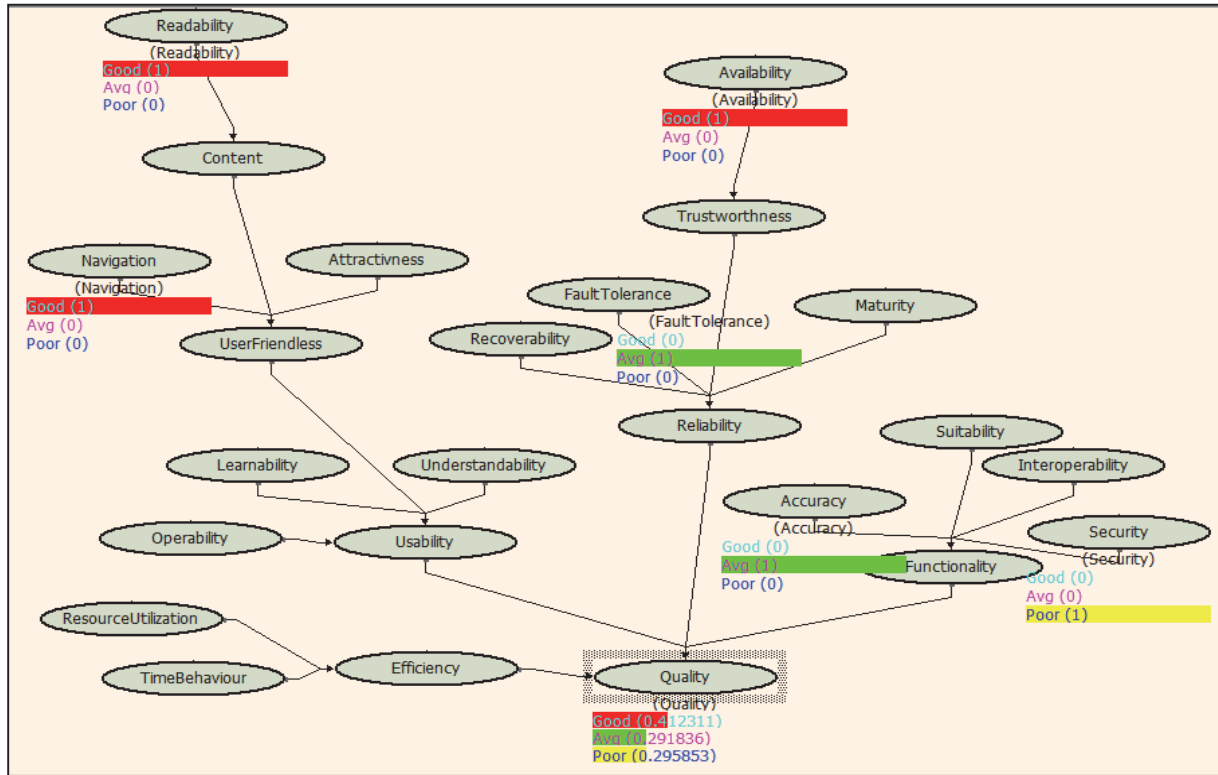 Readability
(Readability)
Good (1)
Avg (0)
Poor (0)
Availability
(Availability)
Good (1)
Avg (0)
Poor (0)
Content
Trustworthness
Navigation
(Navigation)
Good (1)
Avg (0)
Poor (0)
Attractivness
FaultTolerance
(FaultTolerance)
Good (0)
Avg (1)
Poor (0)
Maturity
Recoverability
UserFriendless
Reliability
Suitability
Learnability
Understandability
Interoperability
Accuracy
(Accuracy)
Good (0)
Avg (1)
Poor (0)
Security
(Security)
Good (0)
Avg (0)
Poor (1)
Operability
Usability
Functionality
ResourceUtilization
TimeBehaviour
Efficiency
Quality
(Quality)
Good (0.412311)
Avg (0.291836)
Poor (0.295853)